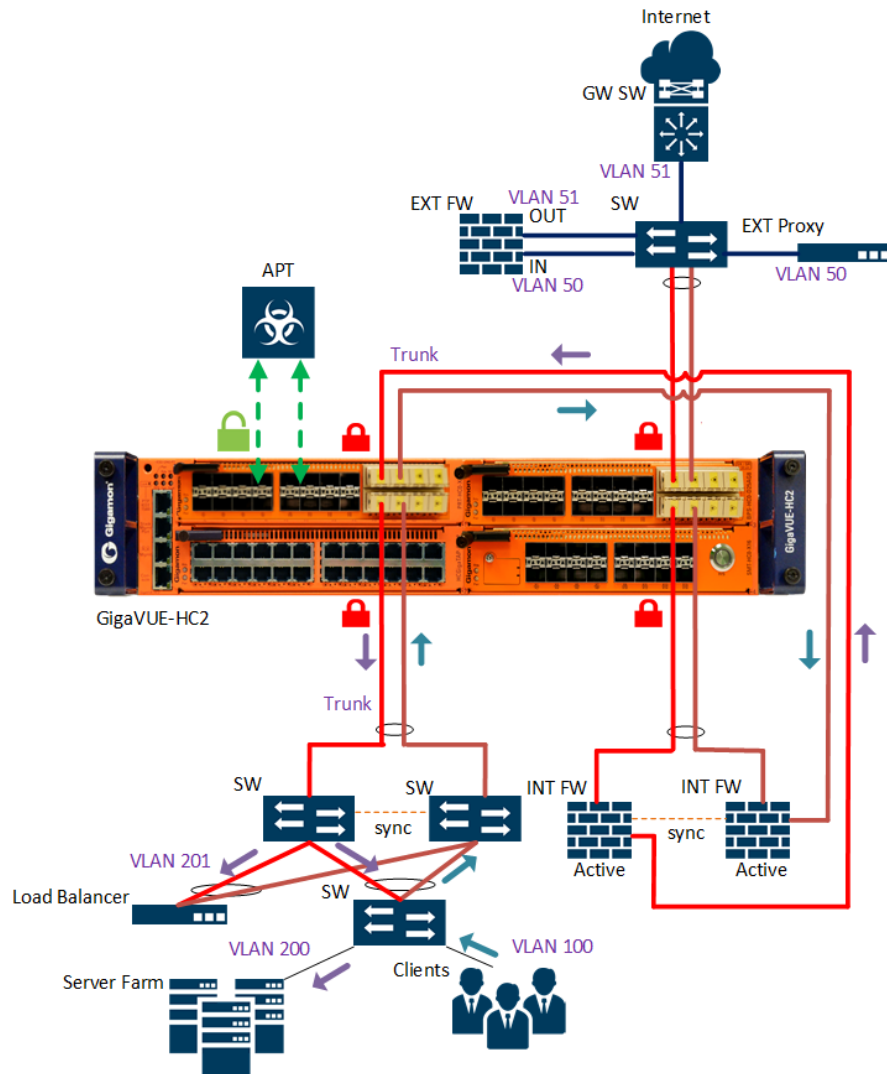 Internet
GW SW
VLAN 51
VLAN 51
EXT FW
OUT
SW
EXT Proxy
IN
VLAN 50
VLAN 50
APT
Trunk
Gigamon
GigaVUE-HC2
GigaVUE-HC2
Trunk
SW
SW
sync
INT FW
INT FW
sync
Active
Active
VLAN 201
SW
Load Balancer
VLAN 200
VLAN 100
Clients
Server Farm